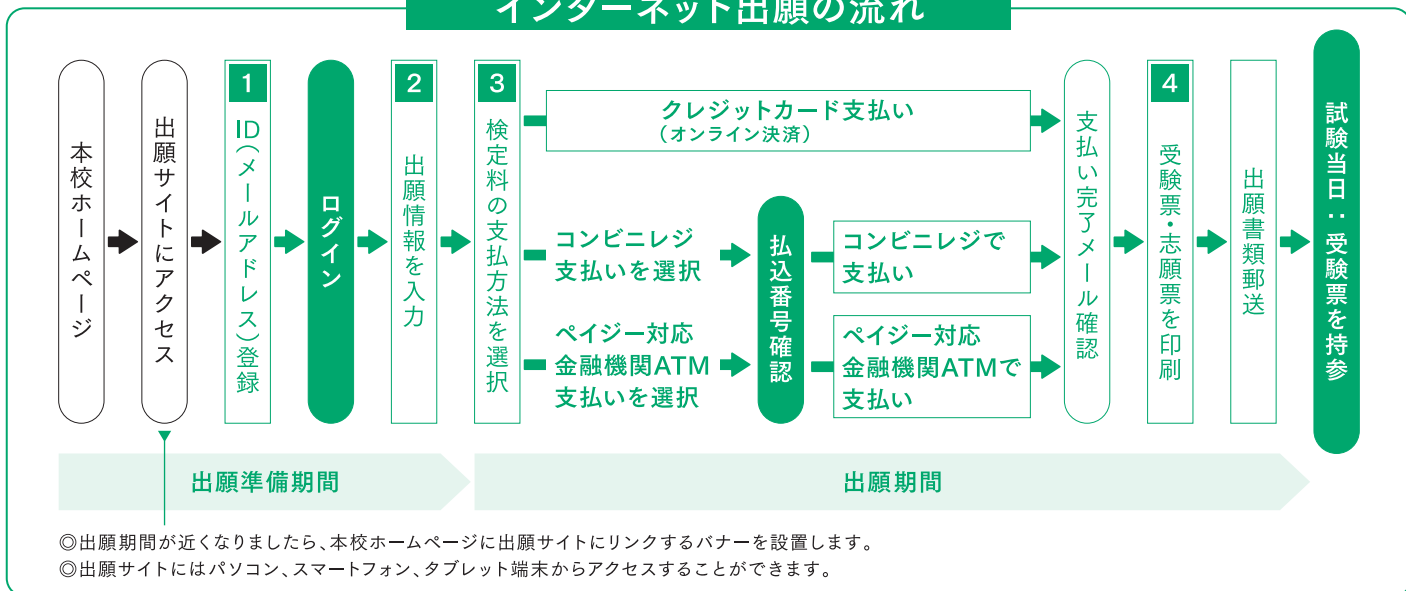 インターネット出願の流れ
本校ホームページ
出願サイトにアクセス
1
ID(メールアドレス)登録
ログイン
2
出願情報を入力
3
検定料の支払方法を選択
クレジットカード支払い
(オンライン決済)
コンビニレジ
支払いを選択
ペイジー対応
金融機関ATM
支払いを選択
払込番号確認
コンビニレジで
支払い
ペイジー対応
金融機関ATMで
支払い
支払い完了メール確認
4
受験票・志願票を印刷
出願書類郵送
試験当日：受験票を持参
出願準備期間
出願期間
◎出願期間が近くなりましたら、本校ホームページに出願サイトにリンクするバナーを設置します。
◎出願サイトにはパソコン、スマートフォン、タブレット端末からアクセスすることができます。